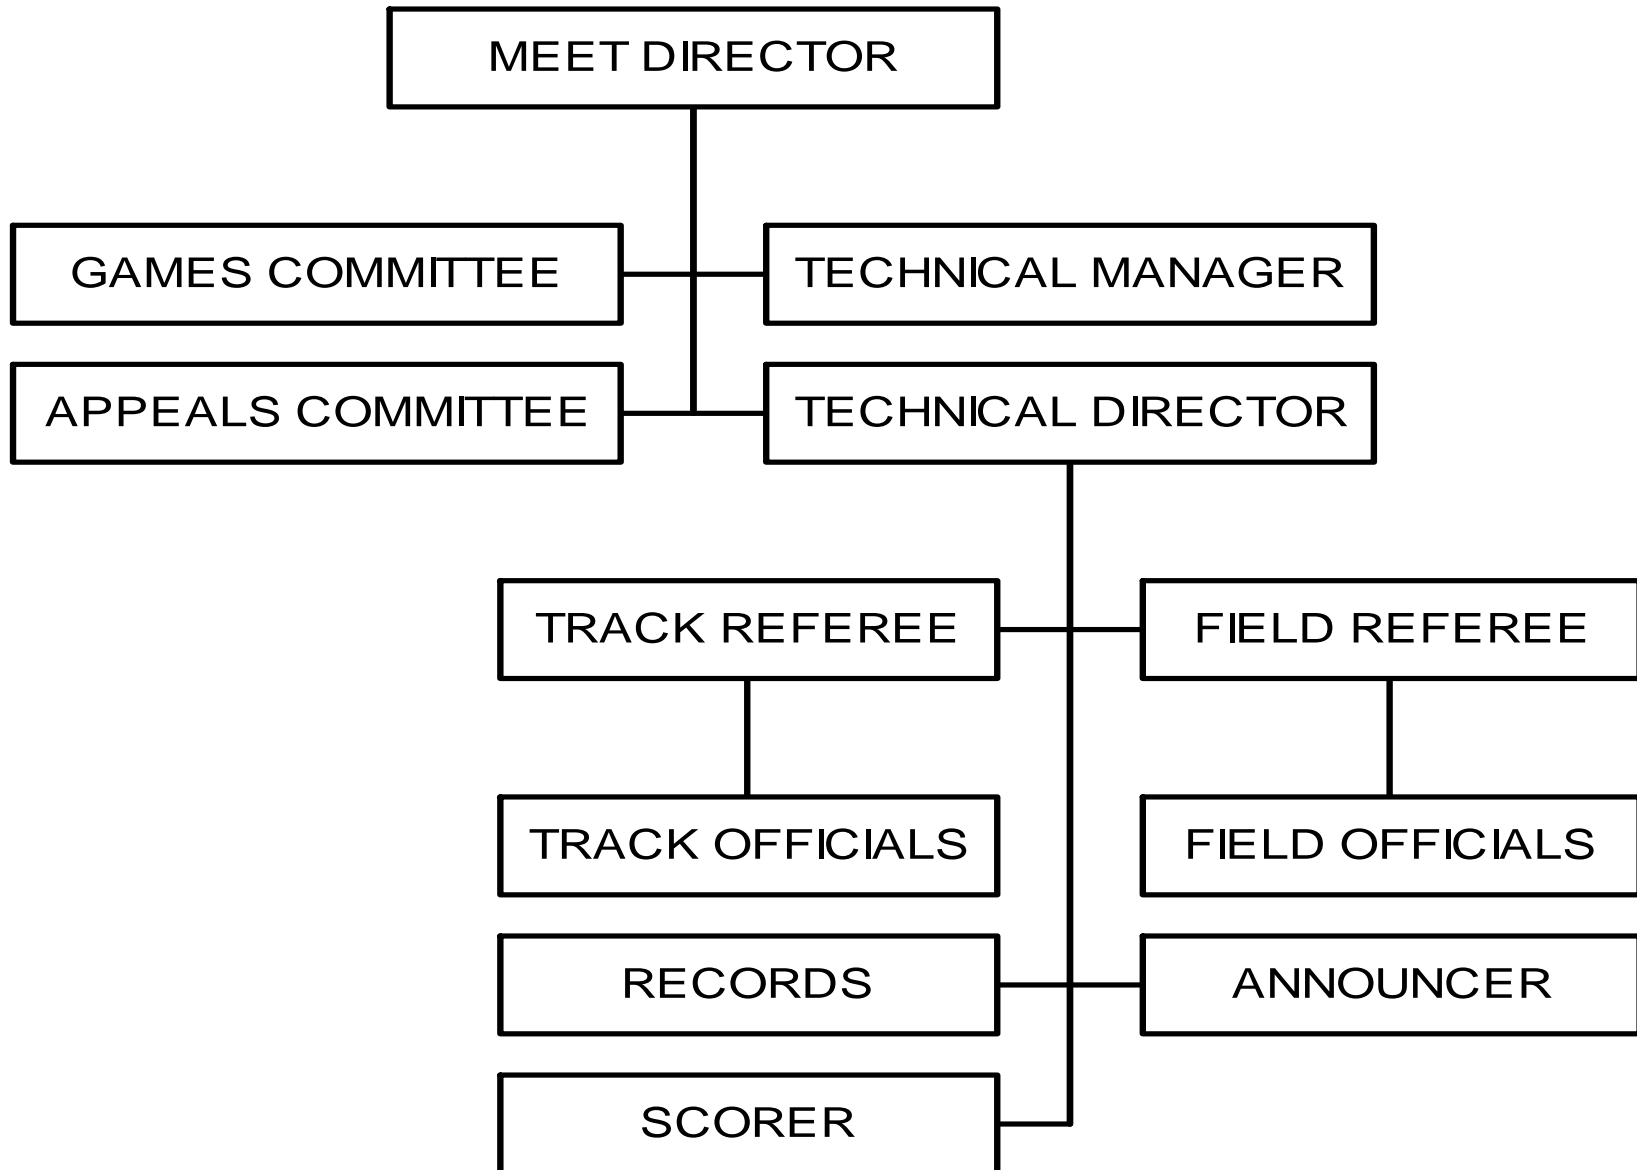 MEET DIRECTOR
GAMES COMMITTEE
TECHNICAL MANAGER
APPEALS COMMITTEE
TECHNICAL DIRECTOR
TRACK REFEREE
FIELD REFEREE
TRACK OFFICIALS
FIELD OFFICIALS
RECORDS
ANNOUNCER
SCORER